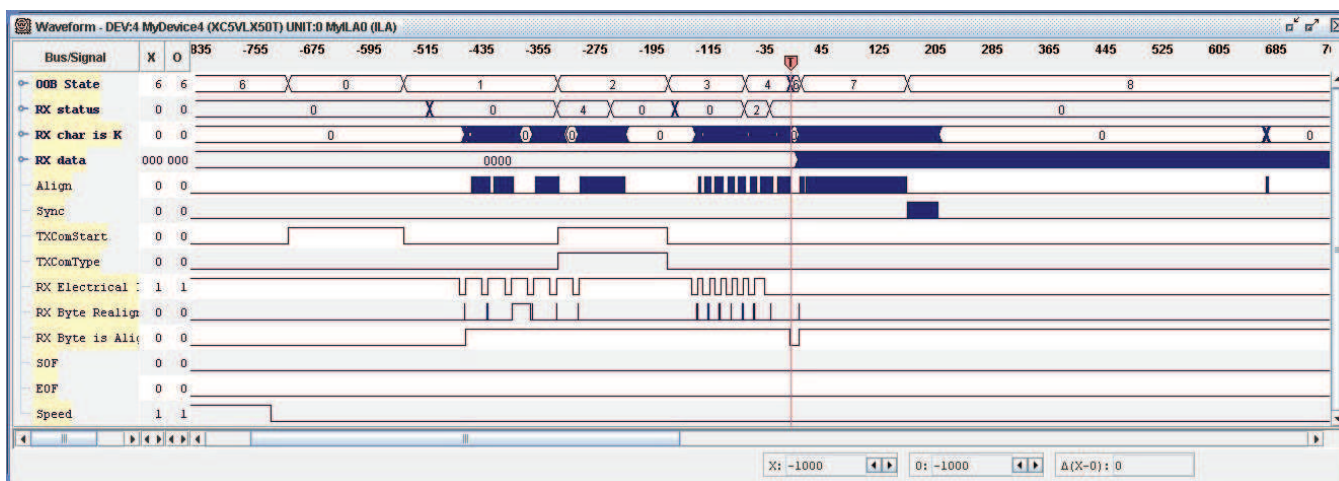 Waveform - DEV:4 MyDevice4 (XC5VLX50T) UNIT:0 MyILA0 (ILA)
Bus/Signal X O 835 -755 -675 -595 -515 -435 -355 -275 -195 -115 -35 45 125 205 285 365 445 525 605 685
T
OOB State 6 6 6 0 1 2 3 4 6 7 8
RX status 0 0 0 0 4 0 0 2 0
RX char is K 0 0 0 0 0 0 0 0 0
RX data 000 000 0000
Align 0 0
Sync 0 0
TXComStart 0 0
TXComType 0 0
RX Electrical 1 1
RX Byte Realign 0 0
RX Byte is Alig 0 0
SOF 0 0
EOF 0 0
Speed 1 1
X: -1000 O: -1000 Δ(X-O): 0